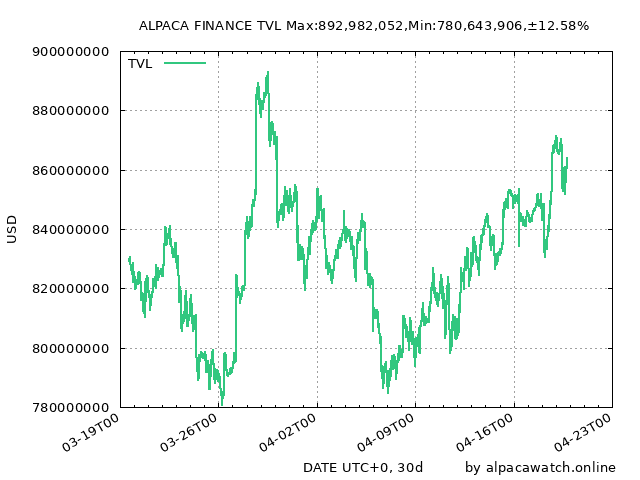 ALPACA FINANCE TVL Max:892,982,052,Min:780,643,906,±12.58%
900000000
TVL
880000000
860000000
840000000
820000000
800000000
780000000
USD
03-19T00
03-26T00
04-02T00
04-09T00
04-16T00
04-23T00
DATE UTC+0, 30d
by alpacawatch.online